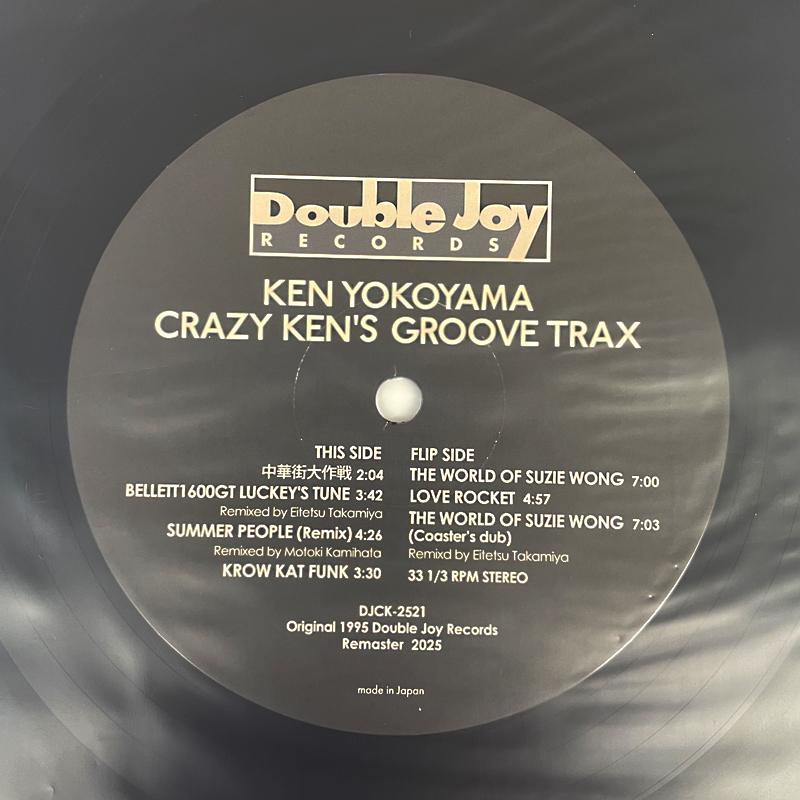 Double Joy
RECORDS
KEN YOKOYAMA
CRAZY KEN'S GROOVE TRAX
THIS SIDE
中華街大作戦 2:04
BELLETT1600GT LUCKEY'S TUNE 3:42
Remixed by Eitetsu Takamiya
SUMMER PEOPLE (Remix) 4:26
Remixed by Motoki Kamihata
KROW KAT FUNK 3:30
FLIP SIDE
THE WORLD OF SUZIE WONG 7:00
LOVE ROCKET 4:57
THE WORLD OF SUZIE WONG 7:03
(Coaster's dub)
Remixd by Eitetsu Takamiya
33 1/3 RPM STEREO
DJCK-2521
Original 1995 Double Joy Records
Remaster 2025
made in Japan